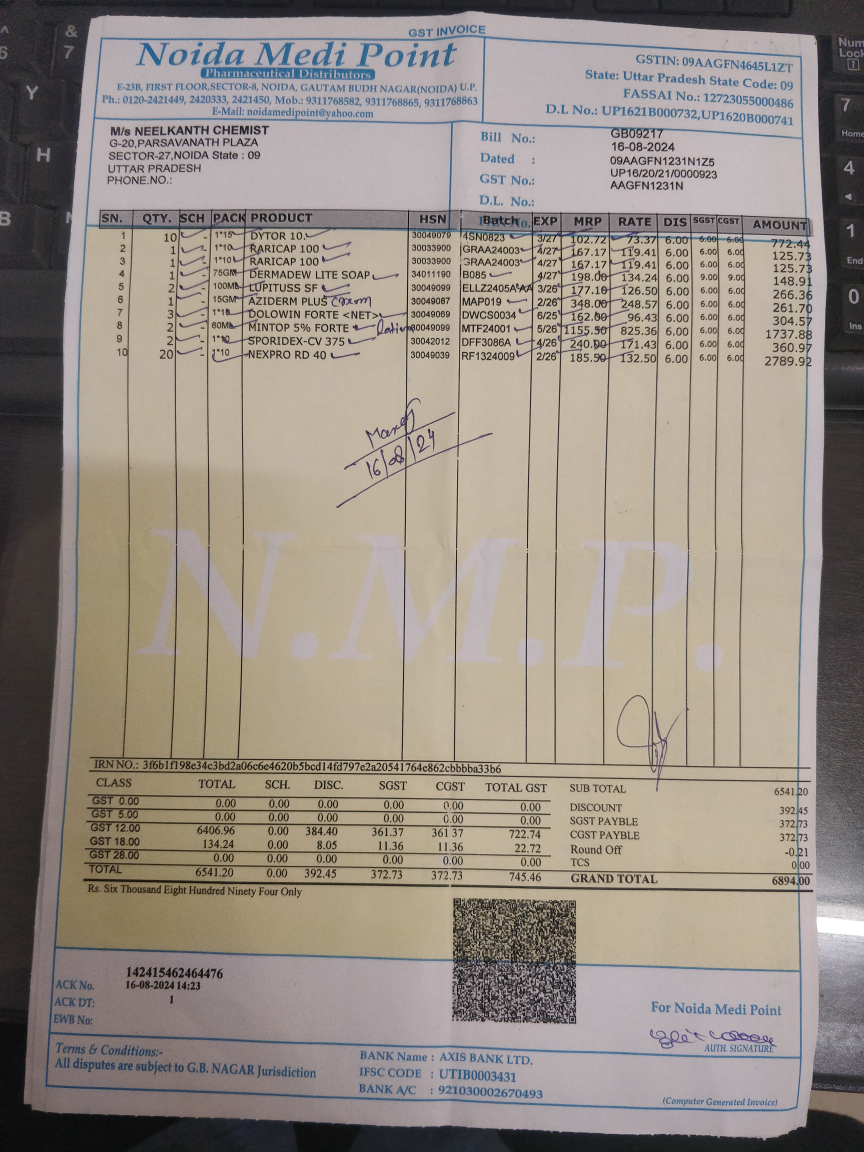 GST INVOICE
Noida Medi Point
Pharmaceutical Distributors
E-23B, FIRST FLOOR,SECTOR-8, NOIDA, GAUTAM BUDH NAGAR(NOIDA) U.P.
Ph.: 0120-2421449, 2420333, 2421450, Mob.: 9311768582, 9311768865, 9311768863
E-Mail: noidamedipoint@yahoo.com
GSTIN: 09AAGFN4645L1ZT
State: Uttar Pradesh State Code: 09
FASSAI No.: 12723055000486
D.L No.: UP1621B000732,UP1620B000741
M/s NEELKANTH CHEMIST
G-20,PARSAVANATH PLAZA
SECTOR-27,NOIDA State : 09
UTTAR PRADESH
PHONE.NO.:
Bill No.: GB09217
Dated : 16-08-2024
GST No.: 09AAGFN1231N1Z5
D.L. No.: UP16/20/21/0000923
AAGFN1231N
SN. QTY. SCH PACK PRODUCT HSN Batch EXP MRP RATE DIS SGST CGST AMOUNT
1 10 - 1*15 DYTOR 10. 30049079 4SN0823 3/27 102.72 73.37 6.00 6.00 6.00 772.44
2 1 - 1*10 RARICAP 100 30033900 GRAA24003 4/27 167.17 119.41 6.00 6.00 6.00 125.73
3 1 - 1*10 RARICAP 100 30033900 GRAA24003 4/27 167.17 119.41 6.00 6.00 6.00 125.73
4 1 - 75GM DERMADEW LITE SOAP 34011190 B085 4/27 198.00 134.24 6.00 9.00 9.00 148.91
5 2 - 100ML LUPITUSS SF 30049099 ELLZ2405A*AA 3/26 177.10 126.50 6.00 6.00 6.00 266.36
6 1 - 15GM AZIDERM PLUS cream 30049087 MAP019 2/26 348.00 248.57 6.00 6.00 6.00 261.70
7 3 - DOLOWIN FORTE <NET> 30049069 DWCS0034 6/25 162.00 96.43 6.00 6.00 6.00 304.57
8 2 - 60ML MINTOP 5% FORTE 30049099 MTF24001 5/26 1155.50 825.36 6.00 6.00 6.00 1737.88
9 2 - 1*10 SPORIDEX-CV 375 30042012 DFF3086A 4/26 240.00 171.43 6.00 6.00 6.00 360.97
10 20 - 1*10 NEXPRO RD 40 30049039 RF1324009 2/26 185.50 132.50 6.00 6.00 6.00 2789.92
16/08/24
N.M.P.
IRN NO.: 3f6b1f198e34c3bd2a06c6e4620b5bcd14fd797e2a20541764e862cbbbba33b6
CLASS TOTAL SCH. DISC. SGST CGST TOTAL GST
GST 0.00 0.00 0.00 0.00 0.00 0.00 0.00
GST 5.00 0.00 0.00 0.00 0.00 0.00 0.00
GST 12.00 6406.96 0.00 384.40 361.37 361.37 722.74
GST 18.00 134.24 0.00 8.05 11.36 11.36 22.72
GST 28.00 0.00 0.00 0.00 0.00 0.00 0.00
TOTAL 6541.20 0.00 392.45 372.73 372.73 745.46
SUB TOTAL 6541.20
DISCOUNT 392.45
SGST PAYBLE 372.73
CGST PAYBLE 372.73
Round Off -0.21
TCS 0.00
GRAND TOTAL 6894.00
Rs. Six Thousand Eight Hundred Ninety Four Only
ACK No. 142415462464476
ACK DT: 16-08-2024 14:23
EWB No: 1
For Noida Medi Point
AUTH. SIGNATURE
Terms & Conditions:-
All disputes are subject to G.B. NAGAR Jurisdiction
BANK Name : AXIS BANK LTD.
IFSC CODE : UTIB0003431
BANK A/C : 921030002670493
(Computer Generated Invoice)